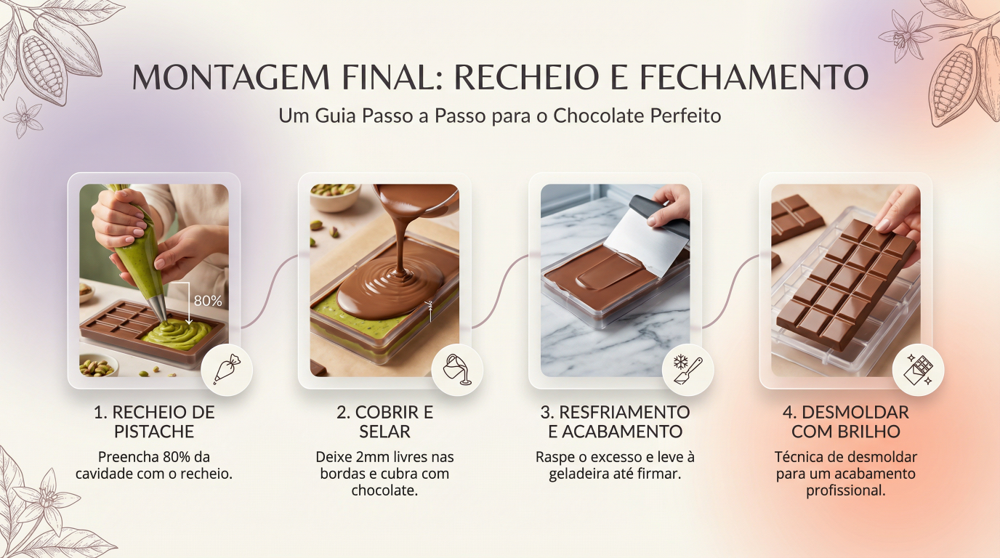 MONTAGEM FINAL: RECHEIO E FECHAMENTO
Um Guia Passo a Passo para o Chocolate Perfeito
80%
1. RECHEIO DE
PISTACHE
Preencha 80% da
cavidade com o recheio.
2. COBRIR E
SELAR
Deixe 2mm livres nas
bordas e cubra com
chocolate.
3. RESFRIAMENTO
E ACABAMENTO
Raspe o excesso e leve à
geladeira até firmar.
4. DESMOLDAR
COM BRILHO
Técnica de desmoldar
para um acabamento
profissional.